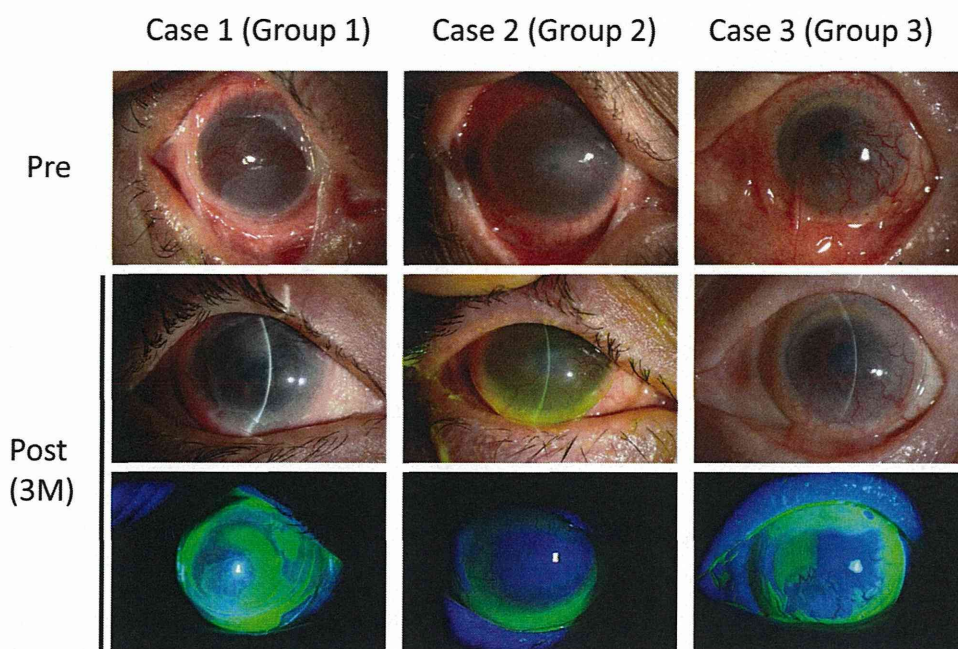 Case 1 (Group 1) Case 2 (Group 2) Case 3 (Group 3)
Pre
Post
(3M)